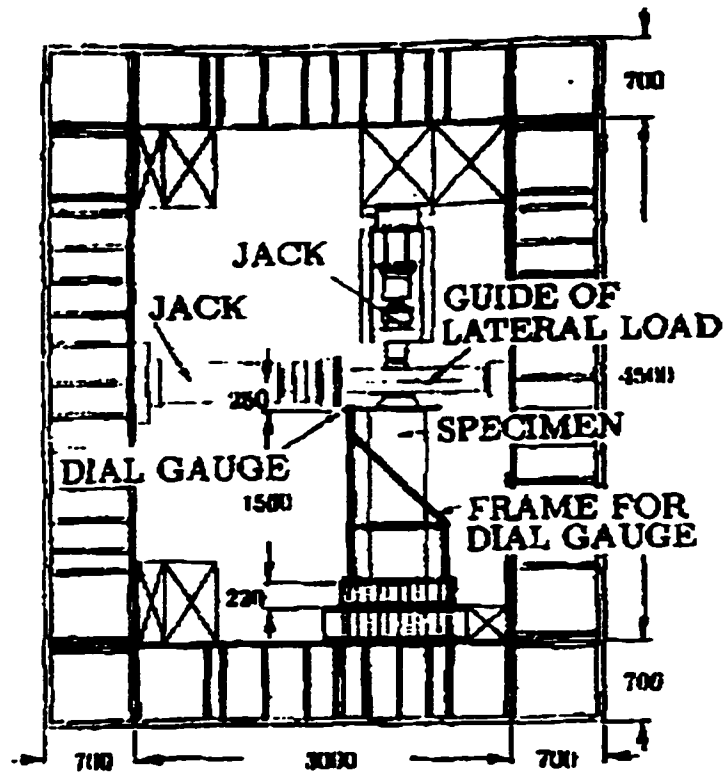 700
JACK
GUIDE OF
LATERAL LOAD
JACK
4500
250
SPECIMEN
DIAL GAUGE
1500
FRAME FOR
DIAL GAUGE
220
700
700
3000
700